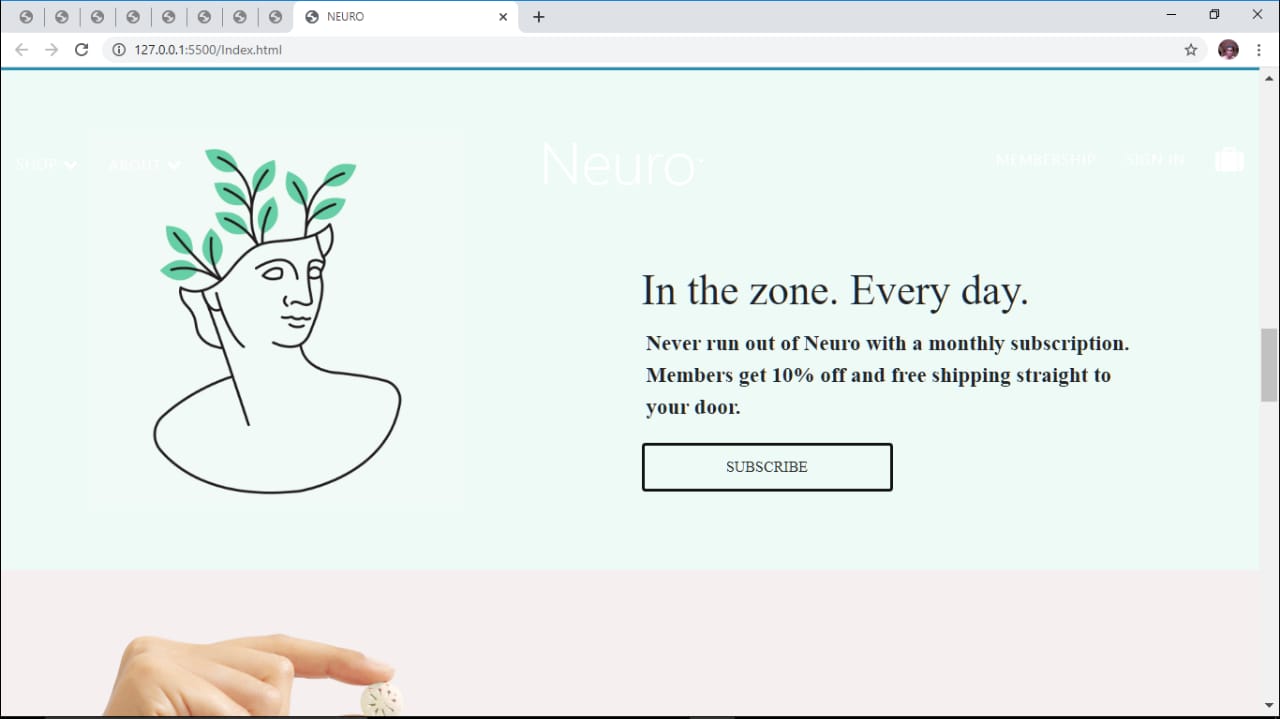 NEURO
127.0.0.1:5500/Index.html
SHOP ABOUT Neuro MEMBERSHIP SIGN IN
In the zone. Every day.
Never run out of Neuro with a monthly subscription.
Members get 10% off and free shipping straight to
your door.
SUBSCRIBE